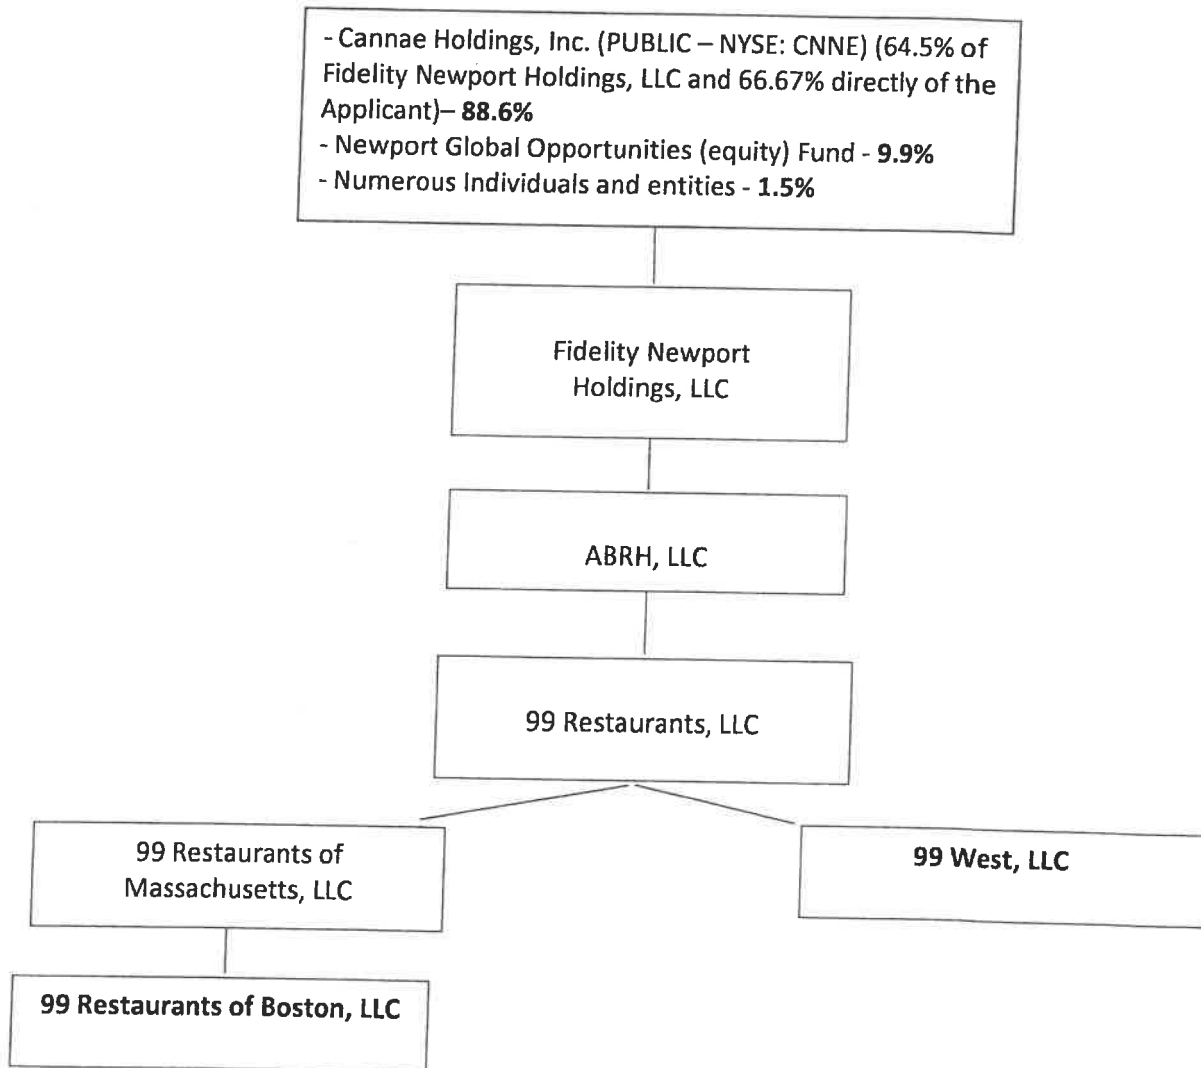 - Cannae Holdings, Inc. (PUBLIC – NYSE: CNNE) (64.5% of
Fidelity Newport Holdings, LLC and 66.67% directly of the
Applicant)– 88.6%
- Newport Global Opportunities (equity) Fund - 9.9%
- Numerous Individuals and entities - 1.5%
Fidelity Newport
Holdings, LLC
ABRH, LLC
99 Restaurants, LLC
99 Restaurants of
Massachusetts, LLC
99 West, LLC
99 Restaurants of Boston, LLC